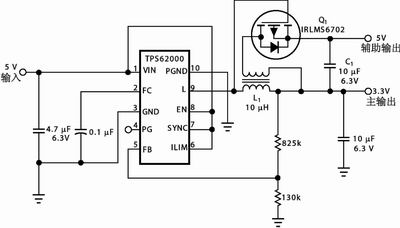 Q1
IRLMS6702
5V
辅助输出
C1
10 μF
6.3V
3.3V
主输出
5 V
输入
TPS62000
1 VIN PGND 10
2 FC L 9
3 GND EN 8
4 PG SYNC 7
5 FB ILIM 6
L1
10 μH
4.7 μF
6.3V
0.1 μF
825k
130k
10 μF
6.3 V